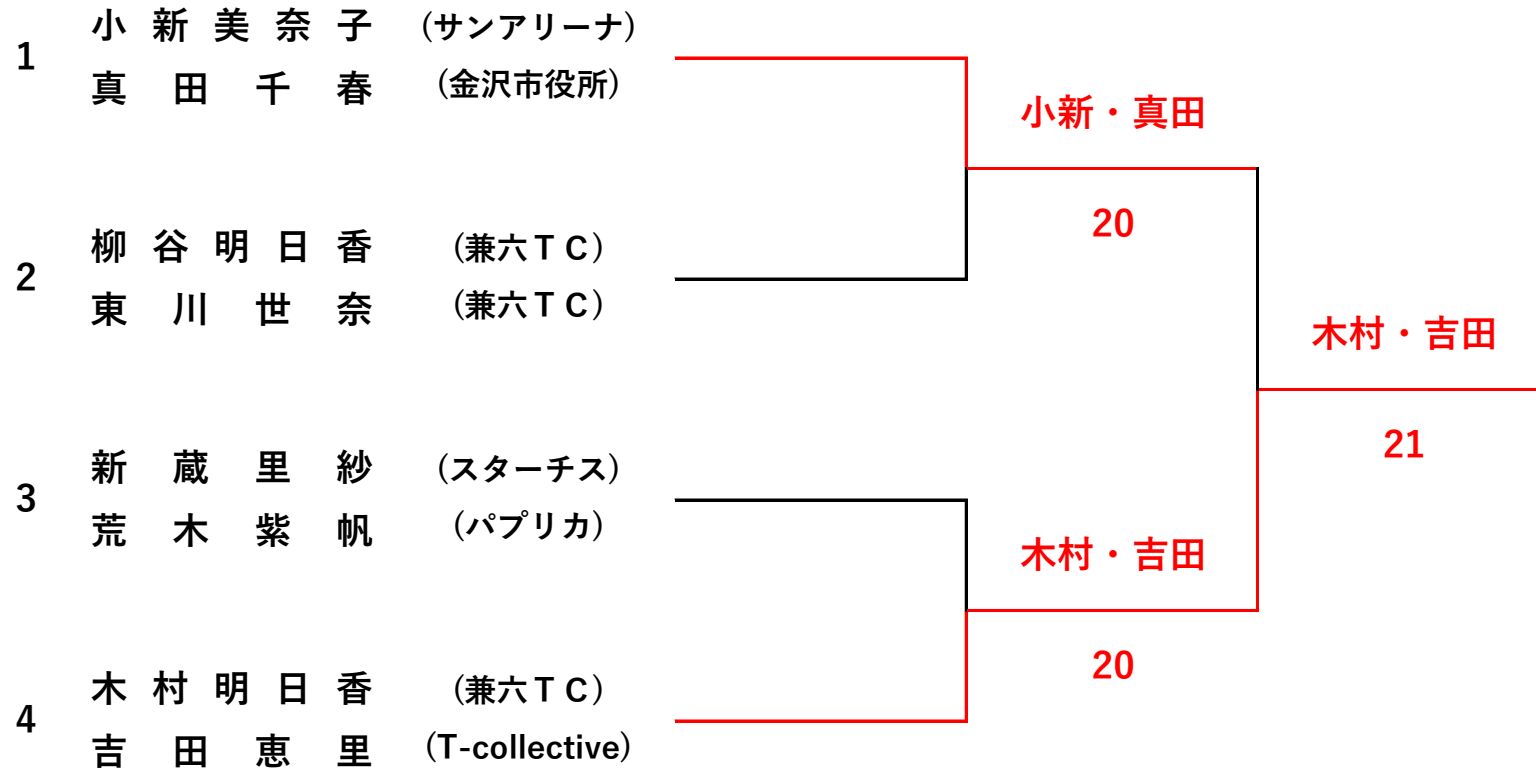 1
小新美奈子 (サンアリーナ)
真田千春 (金沢市役所)
小新・真田
20
2
柳谷明日香 (兼六ＴＣ)
東川世奈 (兼六ＴＣ)
木村・吉田
21
3
新蔵里紗 (スターチス)
荒木紫帆 (パプリカ)
木村・吉田
20
4
木村明日香 (兼六ＴＣ)
吉田恵里 (T-collective)